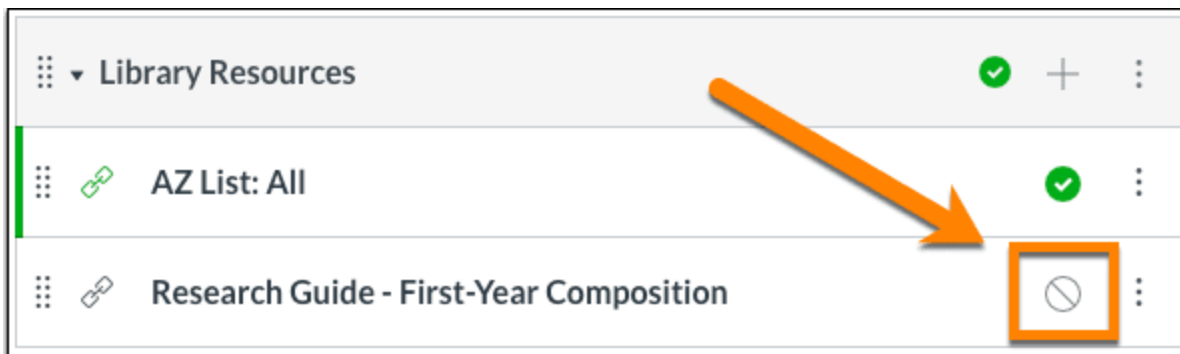 Library Resources
AZ List: All
Research Guide - First-Year Composition